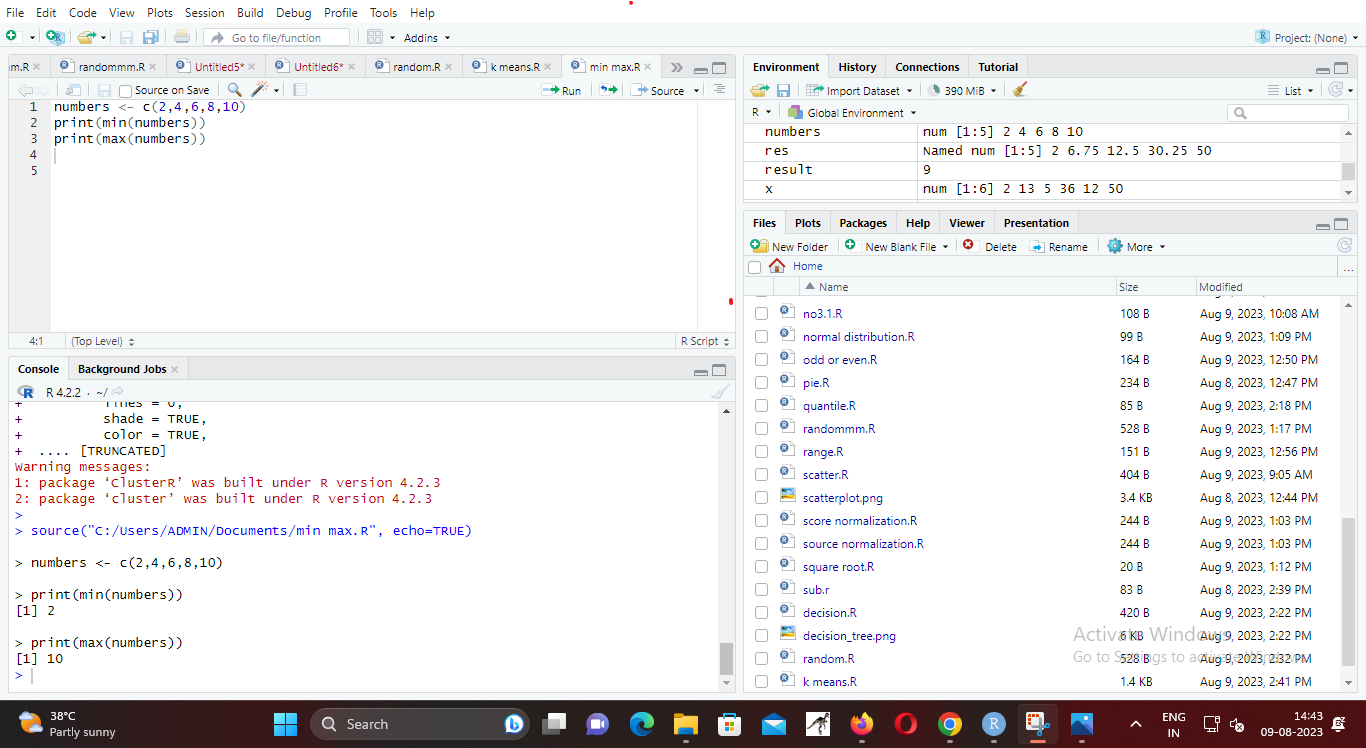 File Edit Code View Plots Session Build Debug Profile Tools Help
Go to file/function Addins Project: (None)
m.R randommm.R Untitled5* Untitled6* random.R k means.R min max.R
Source on Save Run Source
1 numbers <- c(2,4,6,8,10)
2 print(min(numbers))
3 print(max(numbers))
4
5
4:1 (Top Level) R Script
Console Background Jobs
R 4.2.2 · ~/
+ lines = 0,
+ shade = TRUE,
+ color = TRUE,
+ .... [TRUNCATED]
Warning messages:
1: package ‘ClusterR’ was built under R version 4.2.3
2: package ‘cluster’ was built under R version 4.2.3
>
> source("C:/Users/ADMIN/Documents/min max.R", echo=TRUE)
> numbers <- c(2,4,6,8,10)
> print(min(numbers))
[1] 2
> print(max(numbers))
[1] 10
>
Environment History Connections Tutorial
Import Dataset 390 MiB List
R Global Environment
numbers num [1:5] 2 4 6 8 10
res Named num [1:5] 2 6.75 12.5 30.25 50
result 9
x num [1:6] 2 13 5 36 12 50
Files Plots Packages Help Viewer Presentation
New Folder New Blank File Delete Rename More
Home ...
Name Size Modified
no3.1.R 108 B Aug 9, 2023, 10:08 AM
normal distribution.R 99 B Aug 9, 2023, 1:09 PM
odd or even.R 164 B Aug 9, 2023, 12:50 PM
pie.R 234 B Aug 8, 2023, 12:47 PM
quantile.R 85 B Aug 9, 2023, 2:18 PM
randommm.R 528 B Aug 9, 2023, 1:17 PM
range.R 151 B Aug 9, 2023, 12:56 PM
scatter.R 404 B Aug 9, 2023, 9:05 AM
scatterplot.png 3.4 KB Aug 8, 2023, 12:44 PM
score normalization.R 244 B Aug 9, 2023, 1:03 PM
source normalization.R 244 B Aug 9, 2023, 1:03 PM
square root.R 20 B Aug 9, 2023, 1:12 PM
sub.r 83 B Aug 8, 2023, 2:39 PM
decision.R 420 B Aug 9, 2023, 2:22 PM
decision_tree.png 6 KB Aug 9, 2023, 2:22 PM
random.R 528 B Aug 9, 2023, 2:32 PM
k means.R 1.4 KB Aug 9, 2023, 2:41 PM
Activate Windows
Go to Settings to activate Windows.
38°C
Partly sunny
Search
ENG
IN
14:43
09-08-2023